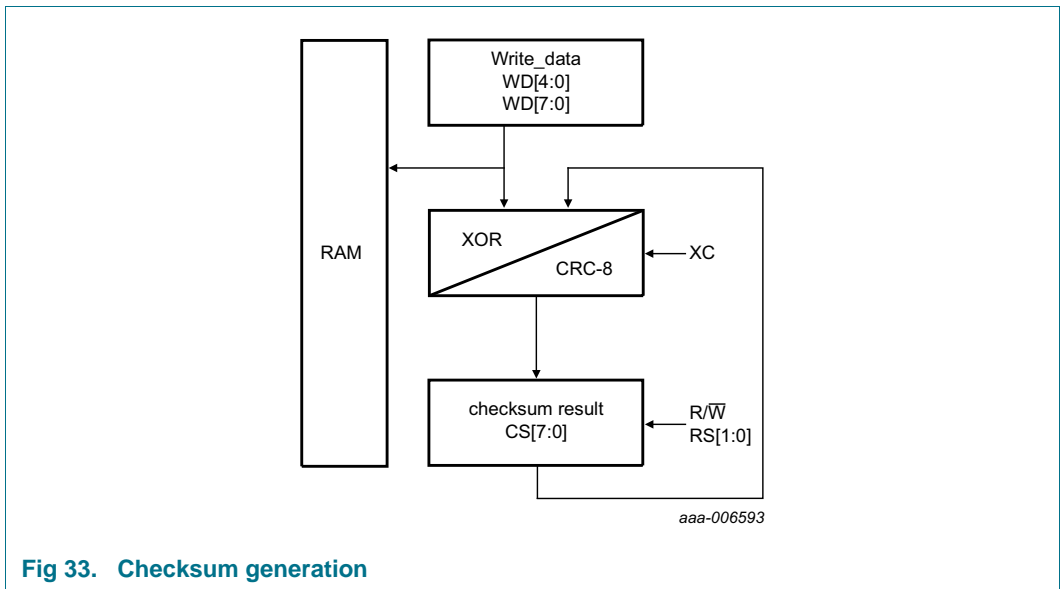 Write_data
WD[4:0]
WD[7:0]
RAM
XOR
CRC-8
XC
checksum result
CS[7:0]
R/W̅
RS[1:0]
aaa-006593
Fig 33. Checksum generation